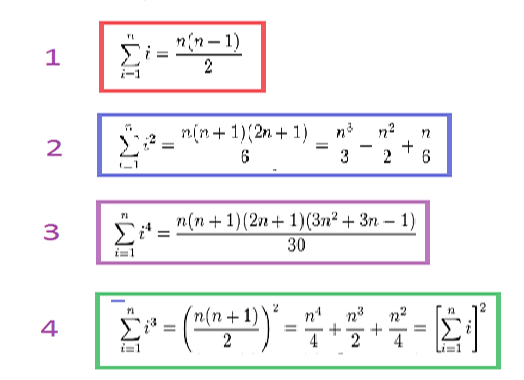 1 \sum_{i=1}^{n} i = \frac{n(n-1)}{2}
2 \sum_{i=1}^{n} i^2 = \frac{n(n+1)(2n+1)}{6} = \frac{n^3}{3} - \frac{n^2}{2} + \frac{n}{6}
3 \sum_{i=1}^{n} i^4 = \frac{n(n+1)(2n+1)(3n^2+3n-1)}{30}
4 \sum_{i=1}^{n} i^3 = \left(\frac{n(n+1)}{2}\right)^2 = \frac{n^4}{4} + \frac{n^3}{2} + \frac{n^2}{4} = \left[\sum_{i=1}^{n} i\right]^2